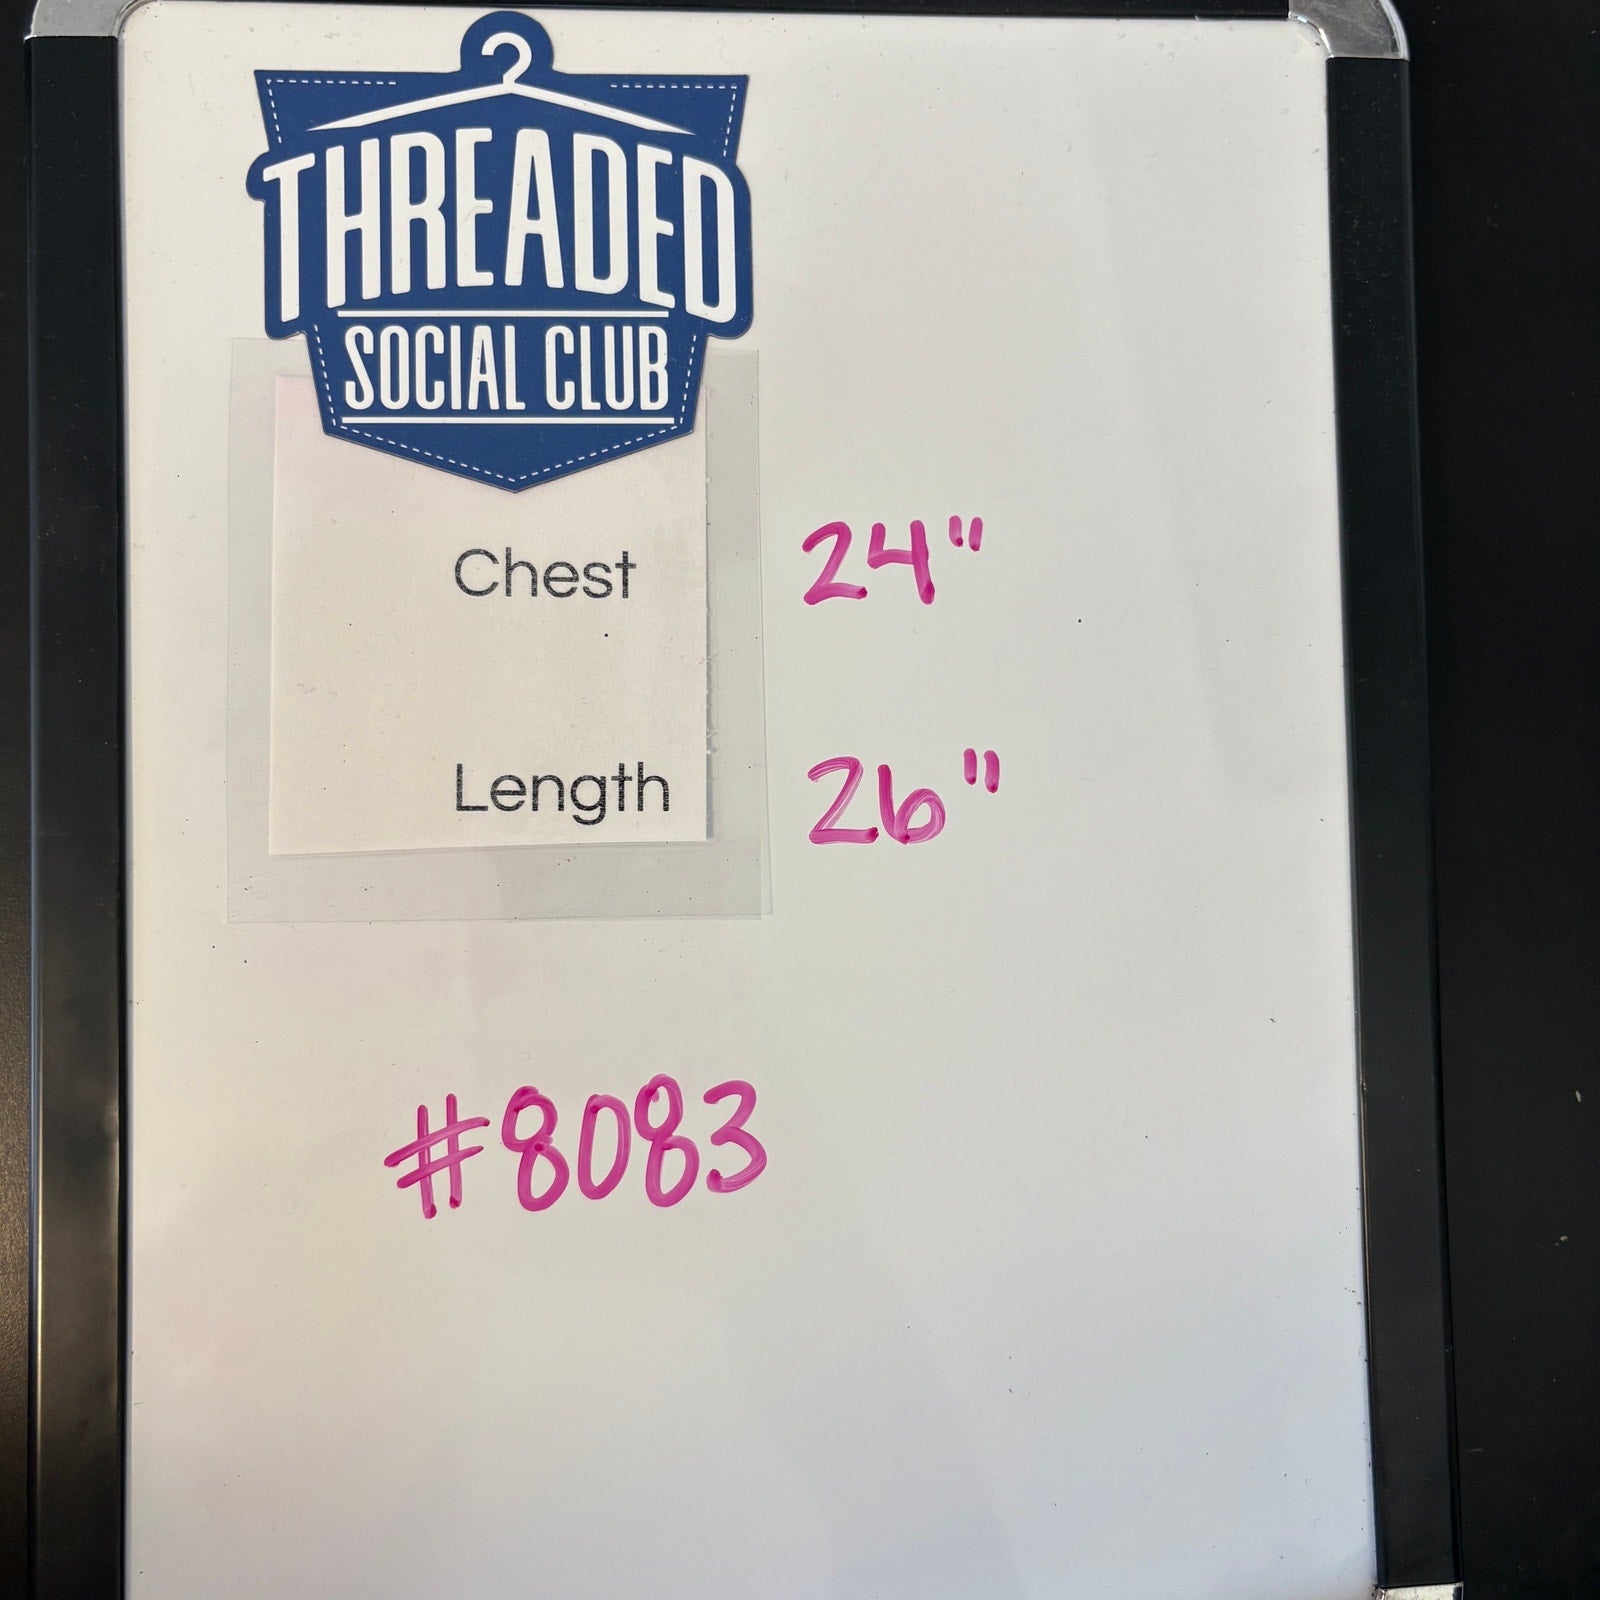 THREADED
SOCIAL CLUB
Chest 24"
Length 26"
#8083